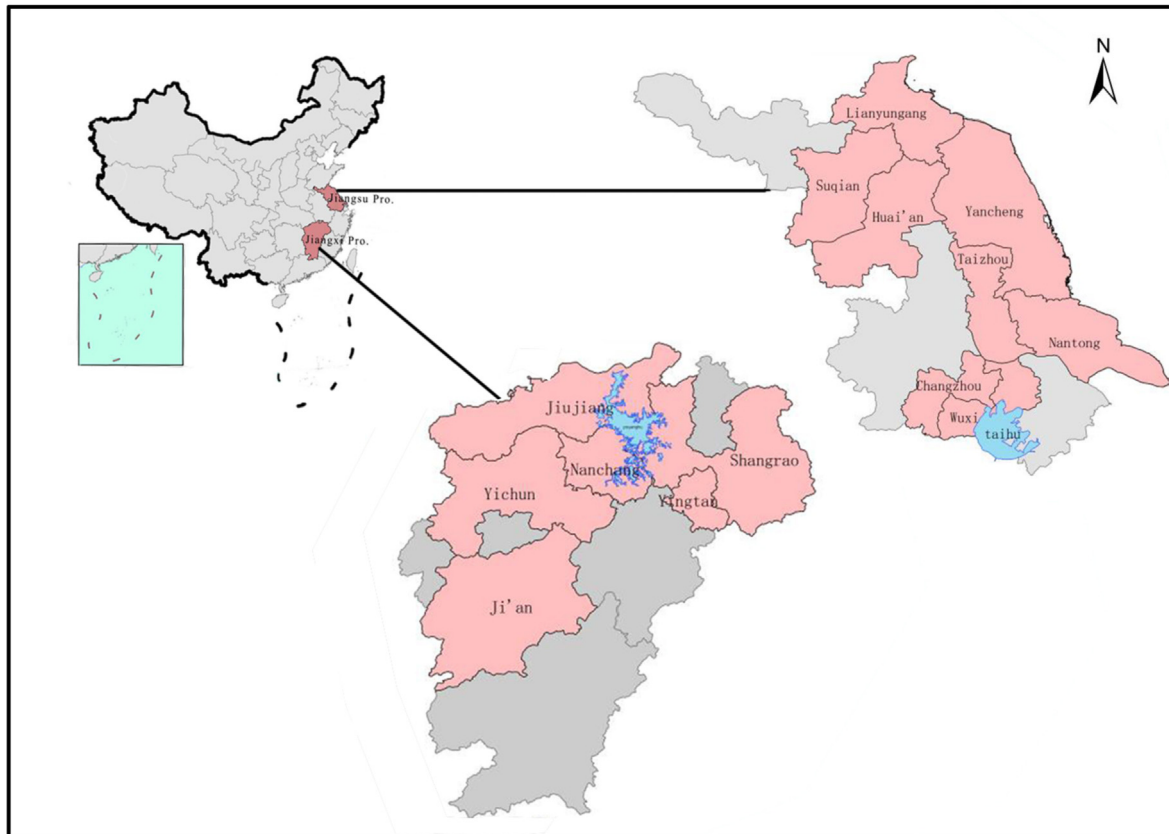 N
Lianyungang
Suqian
Huai'an
Yancheng
Taizhou
Nantong
Changzhou
Wuxi
taihu
Jiangsu Pro.
Jiangxi Pro.
Jiujiang
Nanchang
Shangrao
Yichun
Yingtan
Ji'an